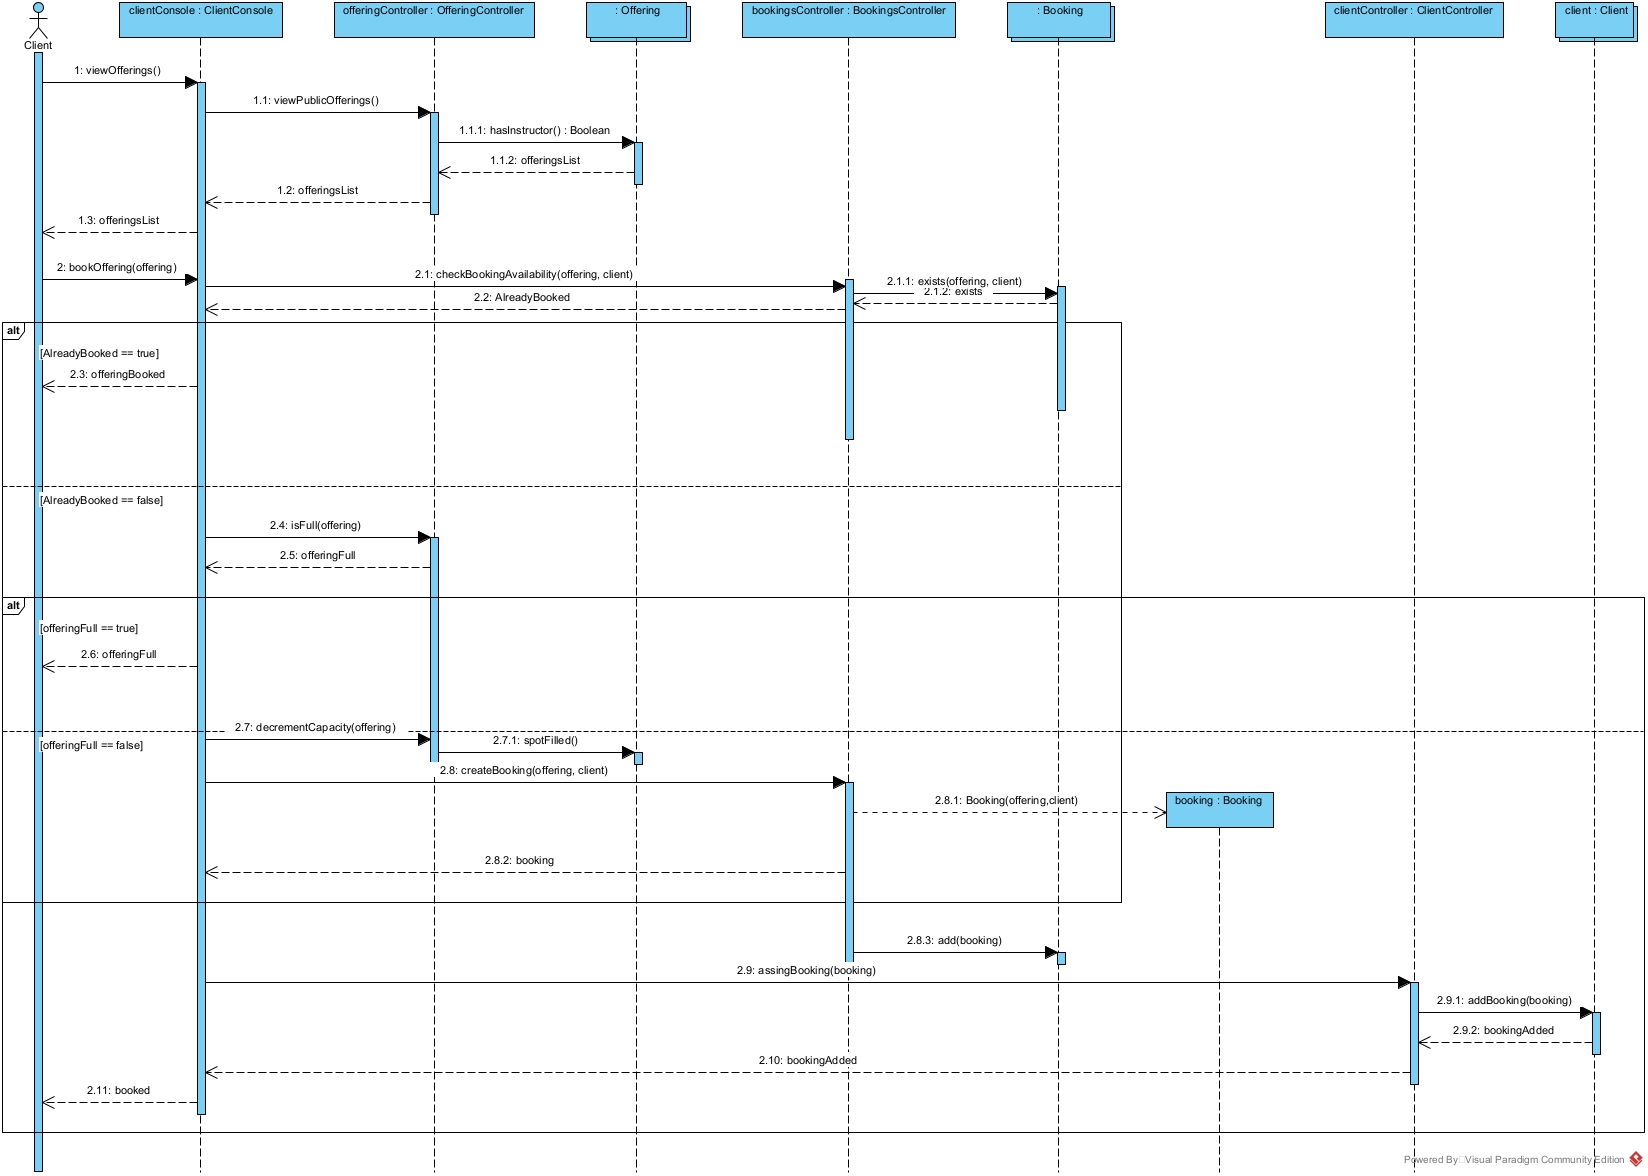 clientConsole : ClientConsole
offeringController : OfferingController
: Offering
bookingsController : BookingsController
: Booking
clientController : ClientController
client : Client
Client
1: viewOfferings()
1.1: viewPublicOfferings()
1.1.1: hasInstructor() : Boolean
1.1.2: offeringsList
1.2: offeringsList
1.3: offeringsList
2: bookOffering(offering)
2.1: checkBookingAvailability(offering, client)
2.1.1: exists(offering, client)
2.1.2: exists
2.2: AlreadyBooked
alt
[AlreadyBooked == true]
2.3: offeringBooked
[AlreadyBooked == false]
2.4: isFull(offering)
2.5: offeringFull
alt
[offeringFull == true]
2.6: offeringFull
2.7: decrementCapacity(offering)
[offeringFull == false]
2.7.1: spotFilled()
2.8: createBooking(offering, client)
2.8.1: Booking(offering,client)
booking : Booking
2.8.2: booking
2.8.3: add(booking)
2.9: assingBooking(booking)
2.9.1: addBooking(booking)
2.9.2: bookingAdded
2.10: bookingAdded
2.11: booked
Powered By Visual Paradigm Community Edition